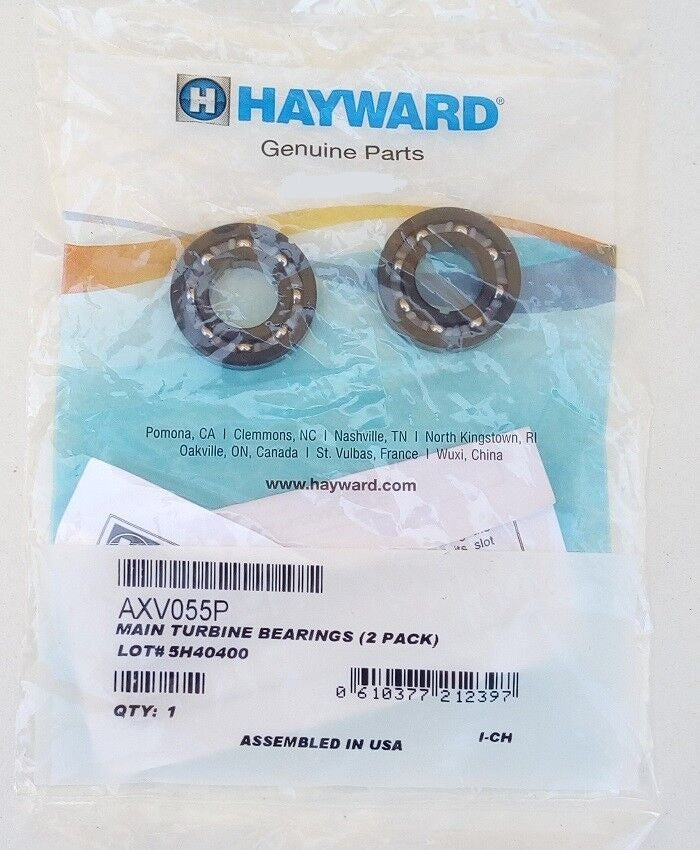 H HAYWARD®
Genuine Parts
Pomona, CA I Clemmons, NC I Nashville, TN I North Kingstown, RI
Oakville, ON, Canada I St. Vulbas, France I Wuxi, China
www.hayward.com
slot
AXV055P
MAIN TURBINE BEARINGS (2 PACK)
LOT# 5H40400
0 610377 212397
QTY: 1
ASSEMBLED IN USA
I-CH